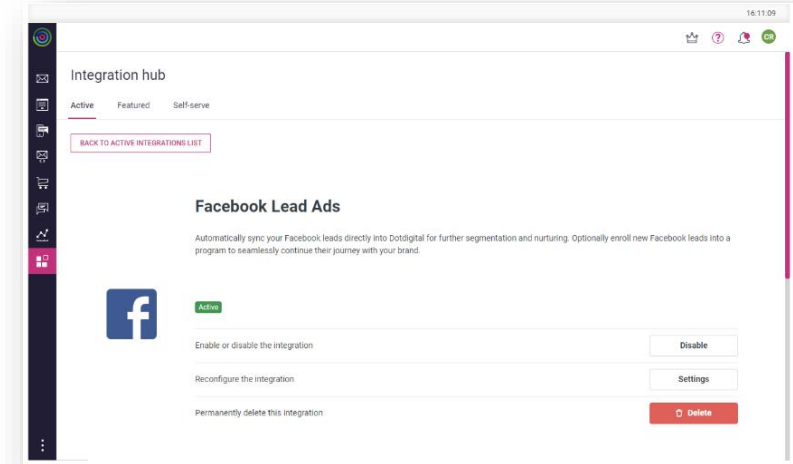 16:11:09
CR
Integration hub
Active Featured Self-serve
BACK TO ACTIVE INTEGRATIONS LIST
Facebook Lead Ads
Automatically sync your Facebook leads directly into Dotdigital for further segmentation and nurturing. Optionally enroll new Facebook leads into a
program to seamlessly continue their journey with your brand.
Active
Enable or disable the integration Disable
Reconfigure the integration Settings
Permanently delete this integration Delete